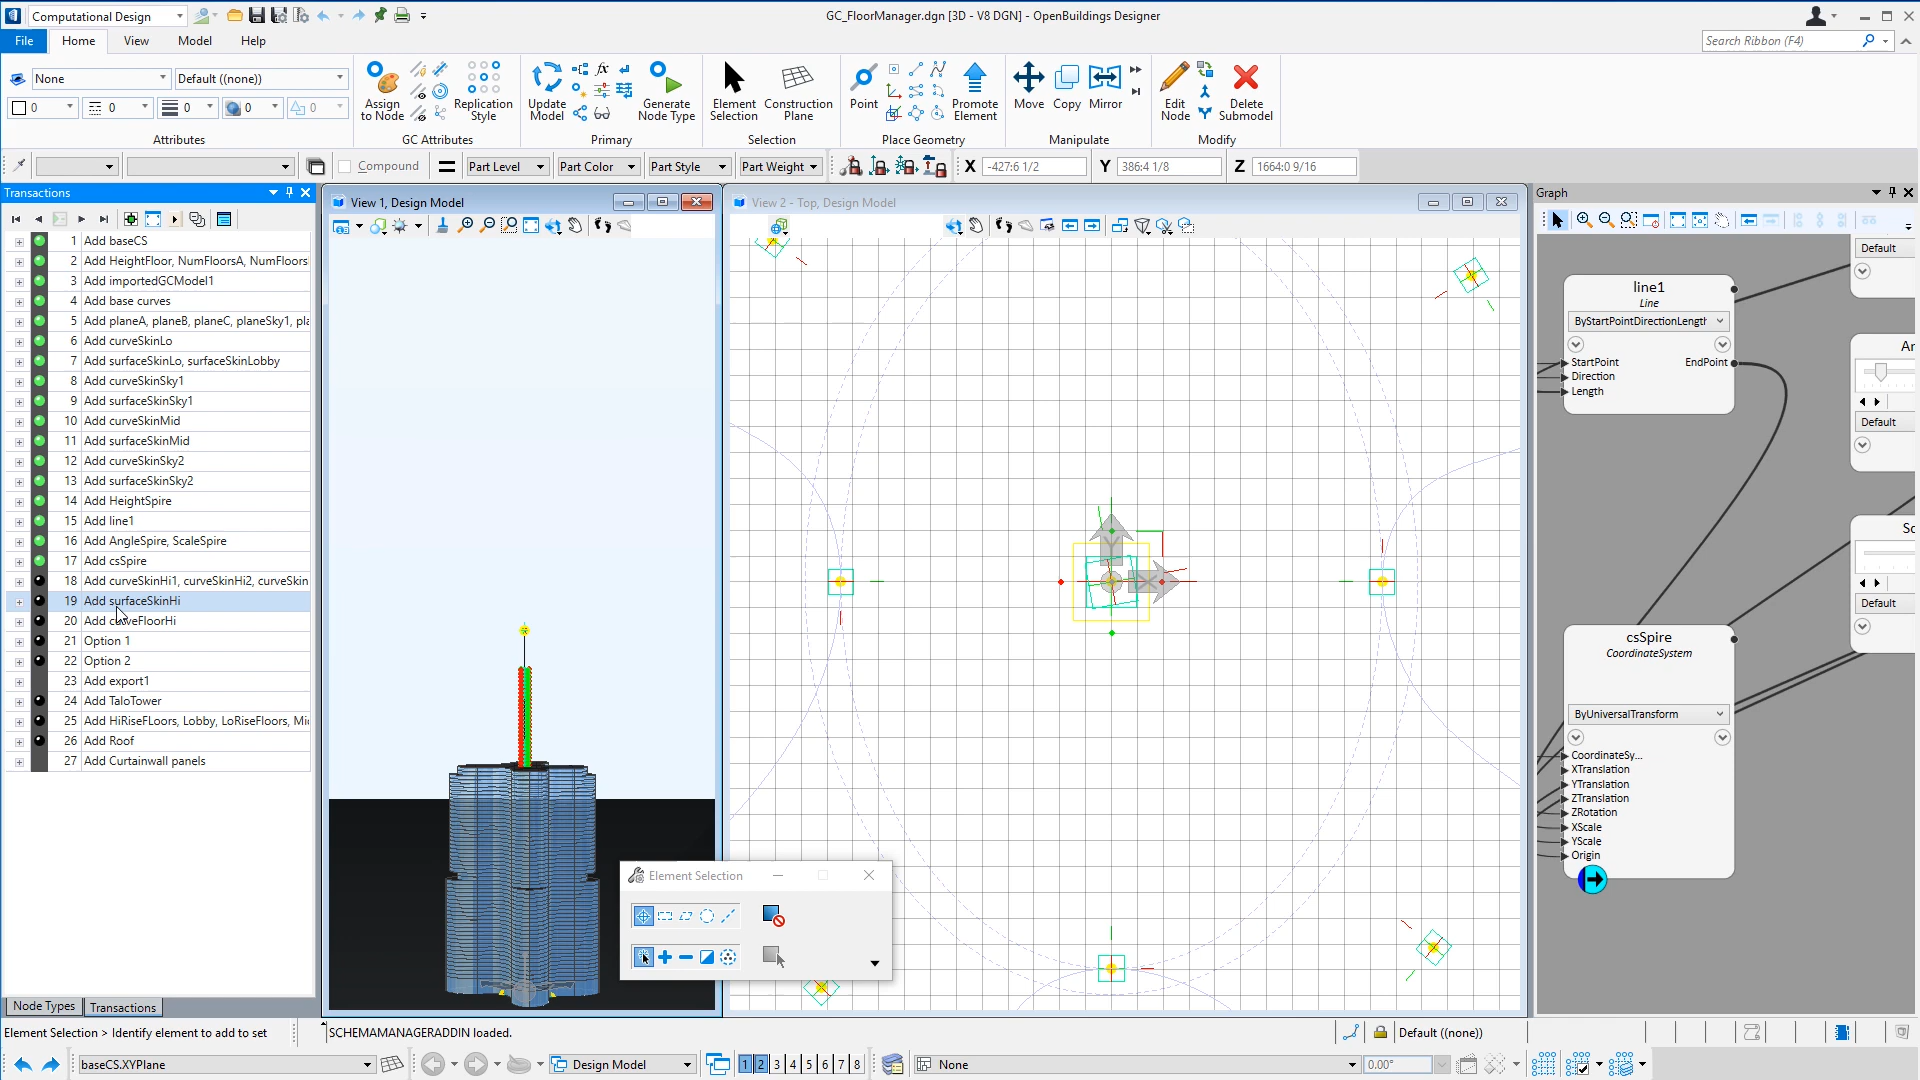 Computational Design
GC_FloorManager.dgn [3D - V8 DGN] - OpenBuildings Designer
File
Home
View
Model
Help
Search Ribbon (F4)
None
Default ((none))
0
0
0
0
0
Attributes
Assign to Node
Replication Style
GC Attributes
Update Model
fx
Generate Node Type
Primary
Element Selection
Construction Plane
Selection
Point
Promote Element
Place Geometry
Move
Copy
Mirror
Manipulate
Edit Node
Delete Submodel
Modify
Compound
Part Level
Part Color
Part Style
Part Weight
X
-427:6 1/2
Y
386:4 1/8
Z
1664:0 9/16
Transactions
1 Add baseCS
2 Add HeightFloor, NumFloorsA, NumFloors
3 Add importedGCModel1
4 Add base curves
5 Add planeA, planeB, planeC, planeSky1, pla
6 Add curveSkinLo
7 Add surfaceSkinLo, surfaceSkinLobby
8 Add curveSkinSky1
9 Add surfaceSkinSky1
10 Add curveSkinMid
11 Add surfaceSkinMid
12 Add curveSkinSky2
13 Add surfaceSkinSky2
14 Add HeightSpire
15 Add line1
16 Add AngleSpire, ScaleSpire
17 Add csSpire
18 Add curveSkinHi1, curveSkinHi2, curveSkin
19 Add surfaceSkinHi
20 Add curveFloorHi
21 Option 1
22 Option 2
23 Add export1
24 Add TaloTower
25 Add HiRiseFLoors, Lobby, LoRiseFloors, Mi
26 Add Roof
27 Add Curtainwall panels
Node Types
Transactions
View 1, Design Model
View 2 - Top, Design Model
Y
X
Element Selection
Graph
line1
Line
ByStartPointDirectionLength
StartPoint
EndPoint
Direction
Length
Default
Ar
Default
Sc
Default
csSpire
CoordinateSystem
ByUniversalTransform
CoordinateSy...
XTranslation
YTranslation
ZTranslation
ZRotation
XScale
YScale
Origin
Element Selection > Identify element to add to set
SCHEMAMANAGERADDIN loaded.
Default ((none))
baseCS.XYPlane
Design Model
1 2 3 4 5 6 7 8
None
0.00°